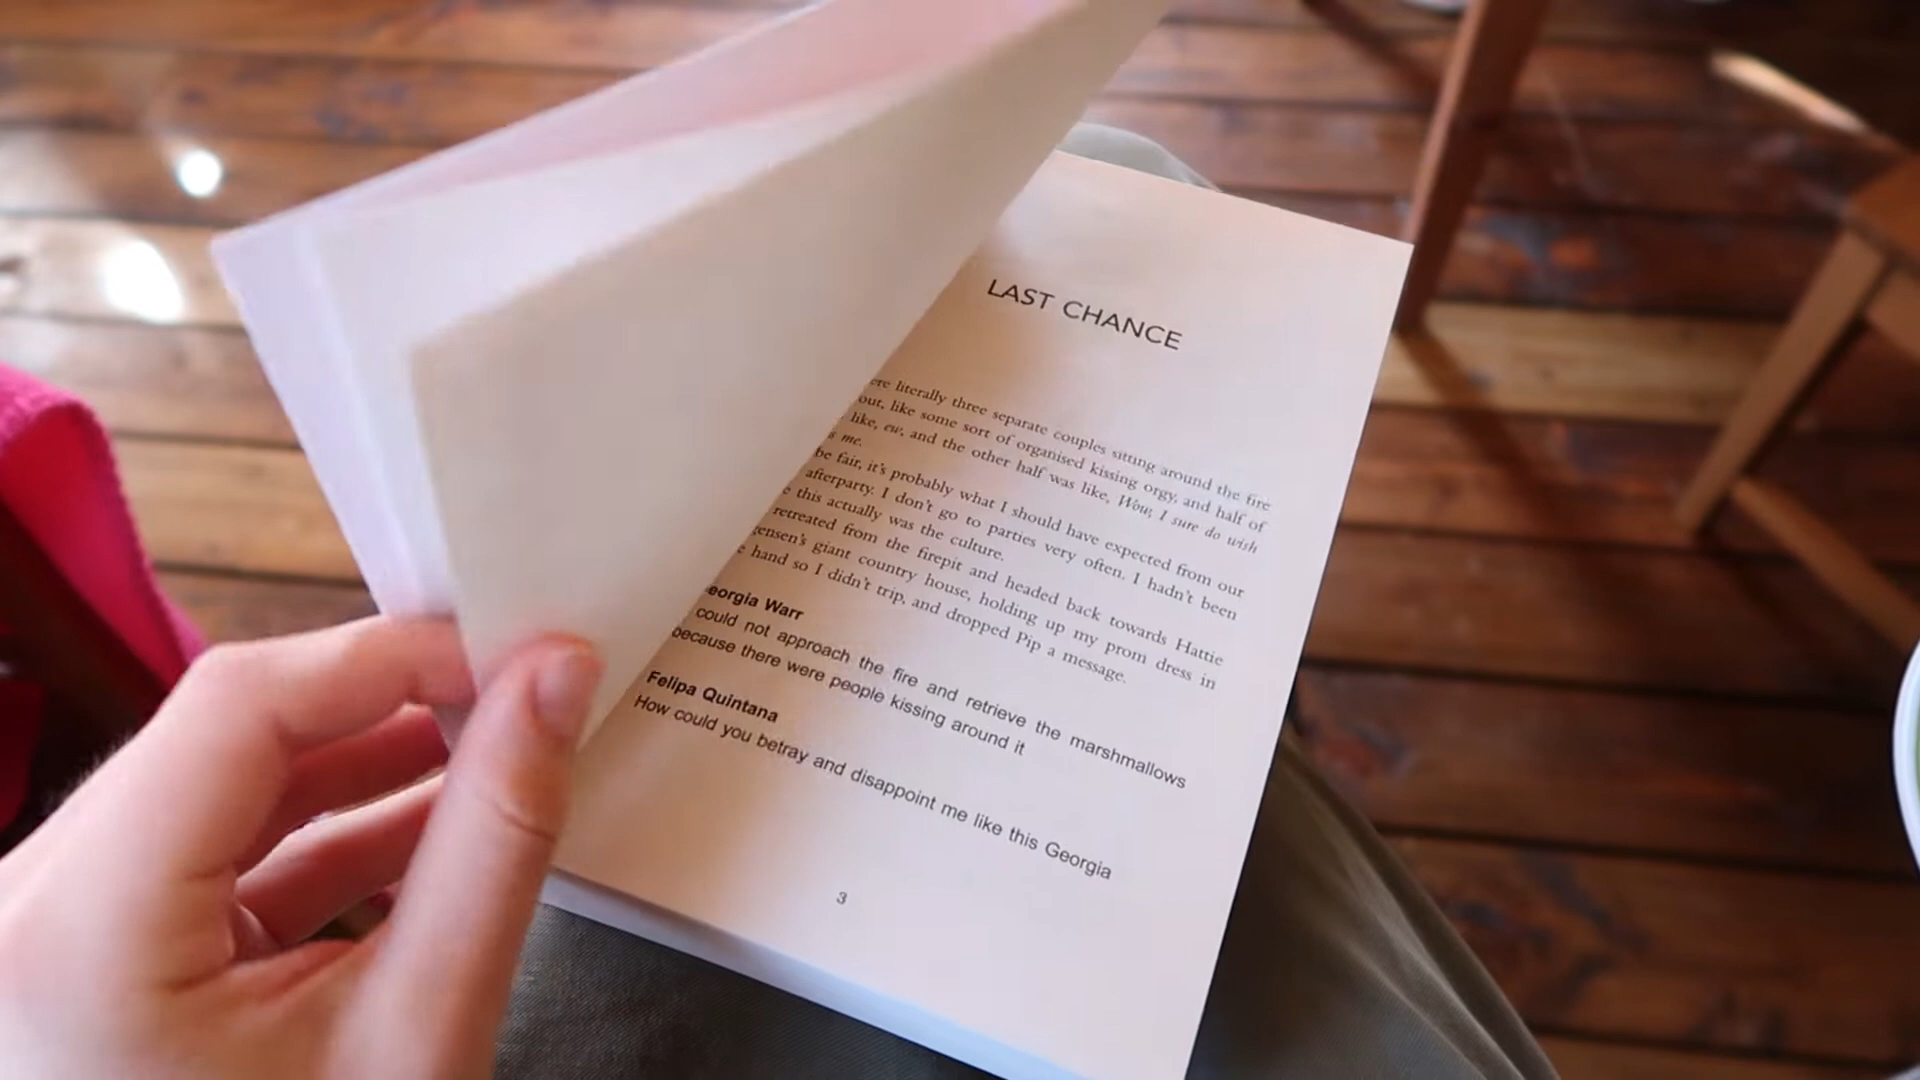 LAST CHANCE
literally three separate couples sitting around the fire
out, like some sort of organised kissing orgy, and half of
like, ew, and the other half was like, Wow, I sure do wish
me.
be fair, it's probably what I should have expected from our
afterparty. I don't go to parties very often. I hadn't been
this actually was the culture.
retreated from the firepit and headed back towards Hattie
giant country house, holding up my prom dress in
hand so I didn't trip, and dropped Pip a message.
eorgia Warr
could not approach the fire and retrieve the marshmallows
because there were people kissing around it
Felipa Quintana
How could you betray and disappoint me like this Georgia
3